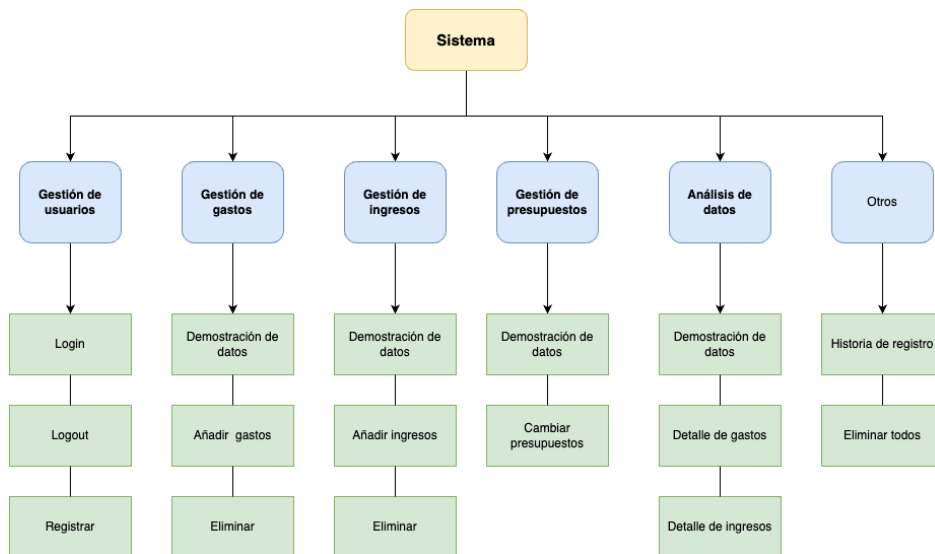 Sistema
Gestión de
usuarios
Gestión de
gastos
Gestión de
ingresos
Gestión de
presupuestos
Análisis de
datos
Otros
Login
Demostración de
datos
Demostración de
datos
Demostración de
datos
Demostración de
datos
Historia de registro
Logout
Añadir gastos
Añadir ingresos
Cambiar
presupuestos
Detalle de gastos
Eliminar todos
Registrar
Eliminar
Eliminar
Detalle de ingresos